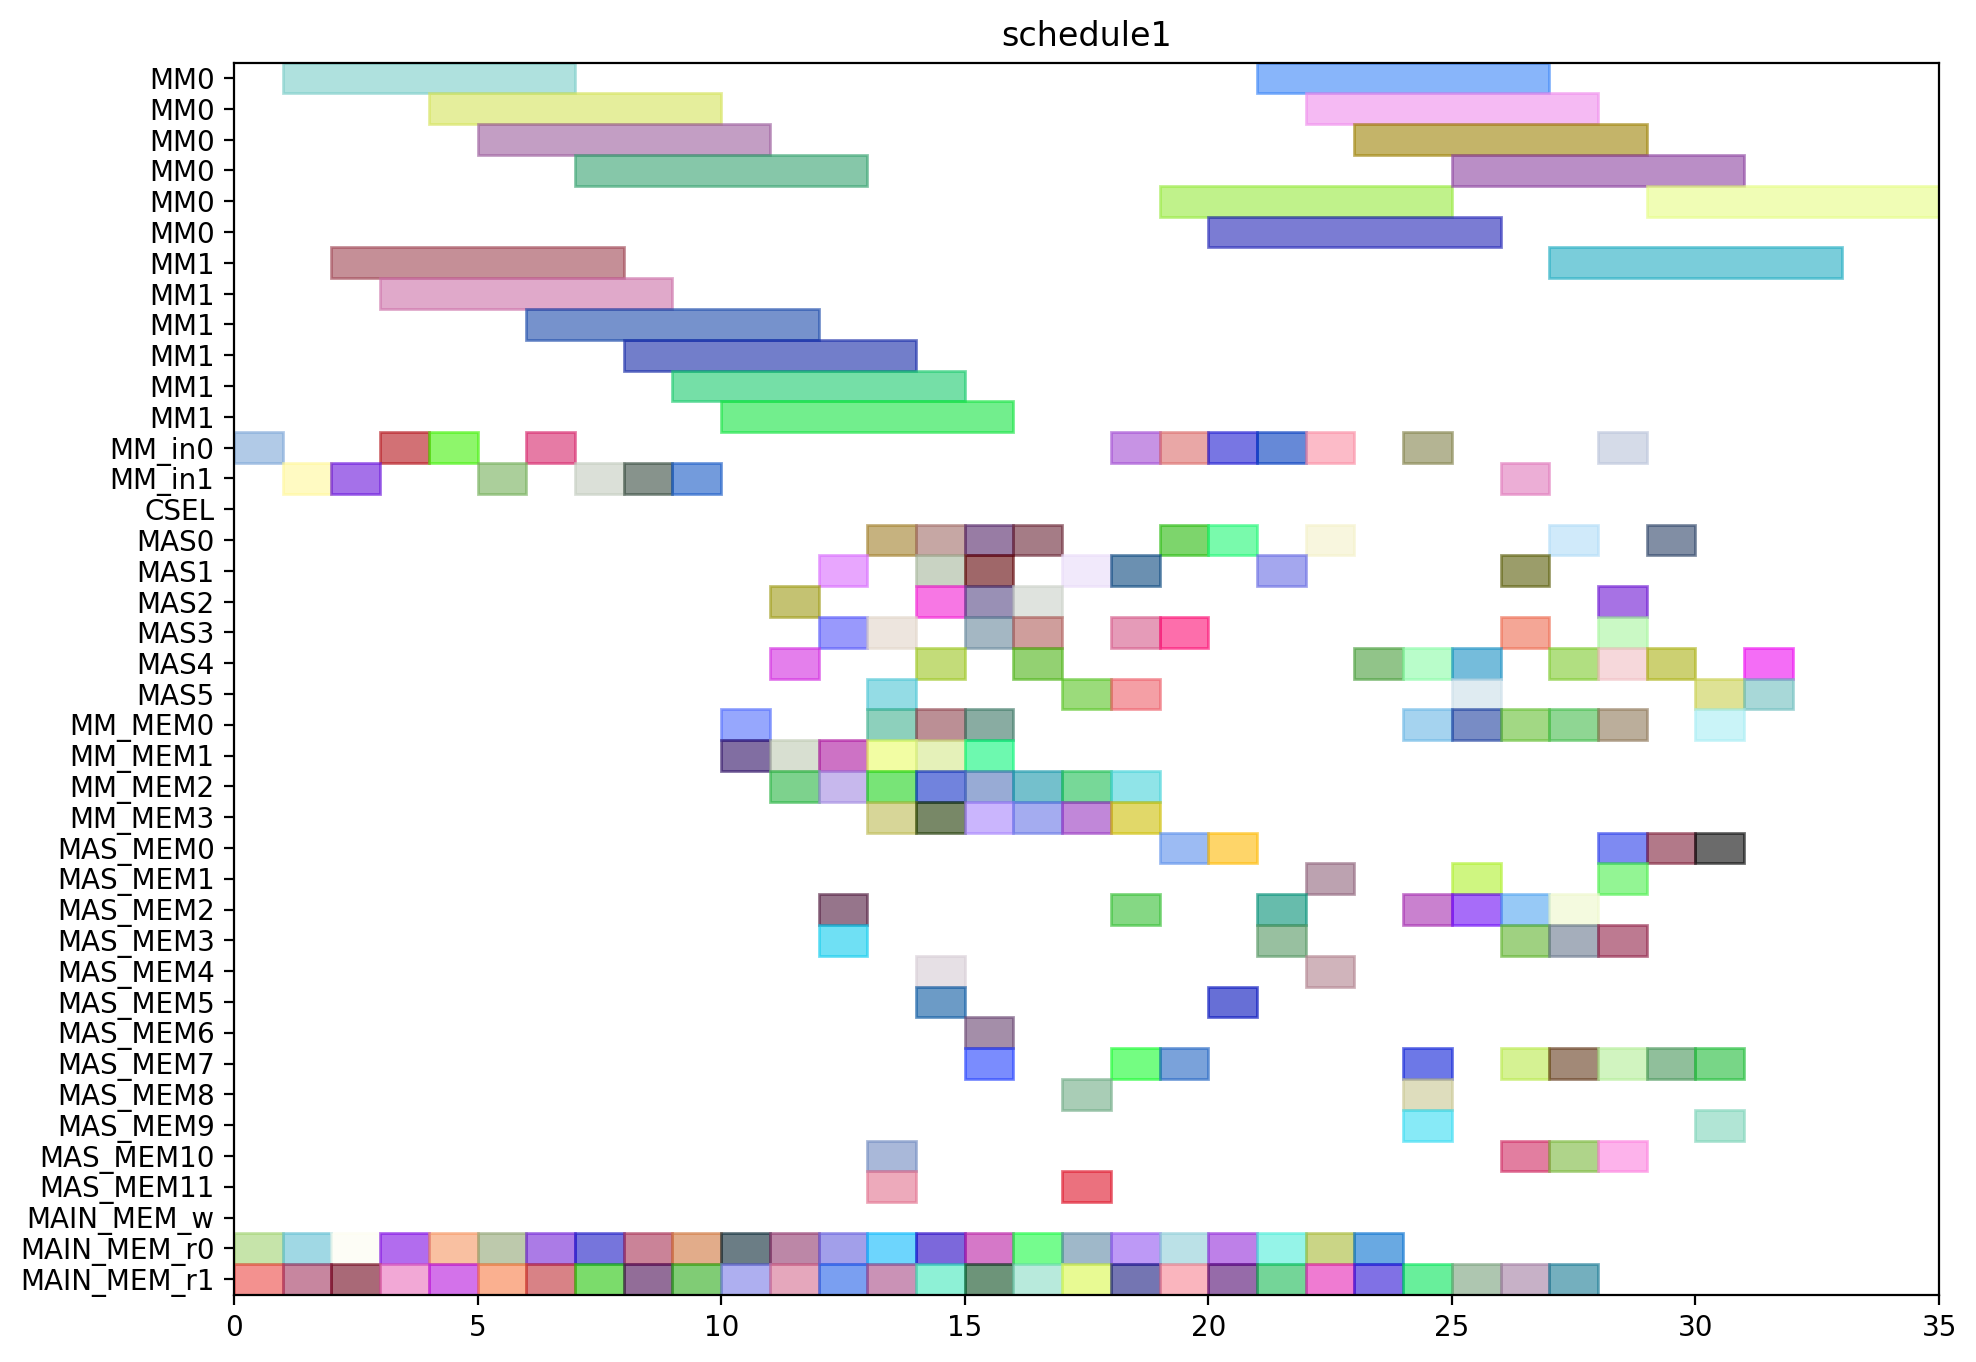 schedule1
MM0
MM0
MM0
MM0
MM0
MM0
MM1
MM1
MM1
MM1
MM1
MM1
MM_in0
MM_in1
CSEL
MAS0
MAS1
MAS2
MAS3
MAS4
MAS5
MM_MEM0
MM_MEM1
MM_MEM2
MM_MEM3
MAS_MEM0
MAS_MEM1
MAS_MEM2
MAS_MEM3
MAS_MEM4
MAS_MEM5
MAS_MEM6
MAS_MEM7
MAS_MEM8
MAS_MEM9
MAS_MEM10
MAS_MEM11
MAIN_MEM_w
MAIN_MEM_r0
MAIN_MEM_r1
0 5 10 15 20 25 30 35